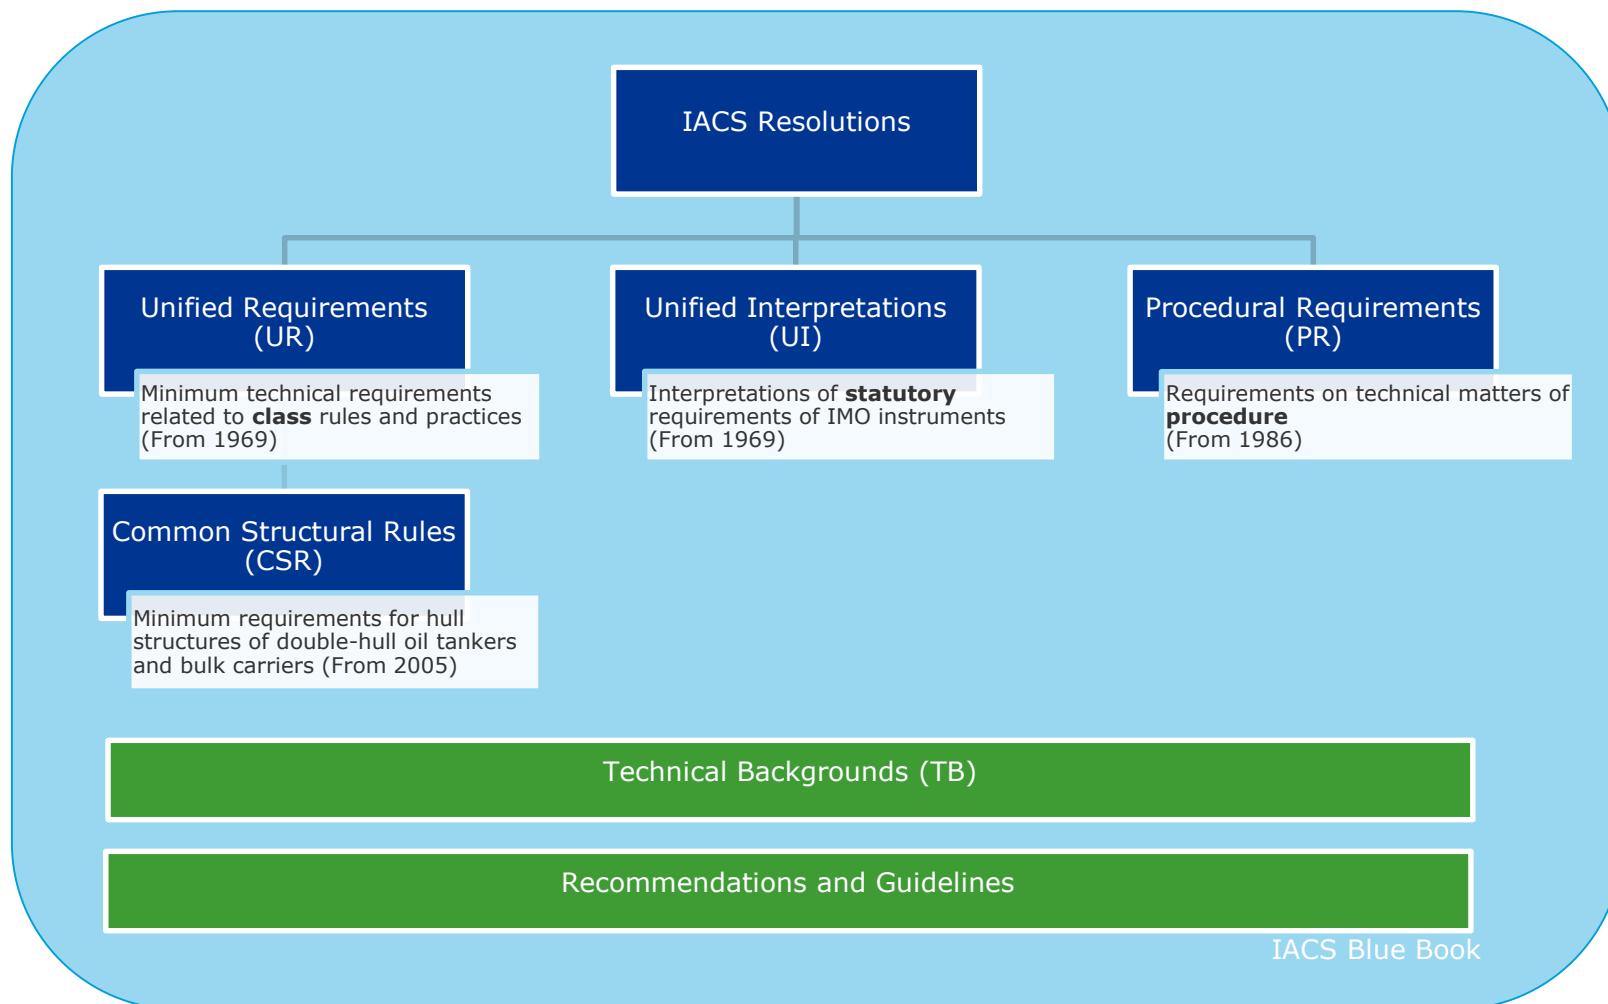 IACS Resolutions
Unified Requirements
(UR)
Minimum technical requirements
related to class rules and practices
(From 1969)
Unified Interpretations
(UI)
Interpretations of statutory
requirements of IMO instruments
(From 1969)
Procedural Requirements
(PR)
Requirements on technical matters of
procedure
(From 1986)
Common Structural Rules
(CSR)
Minimum requirements for hull
structures of double-hull oil tankers
and bulk carriers (From 2005)
Technical Backgrounds (TB)
Recommendations and Guidelines
IACS Blue Book